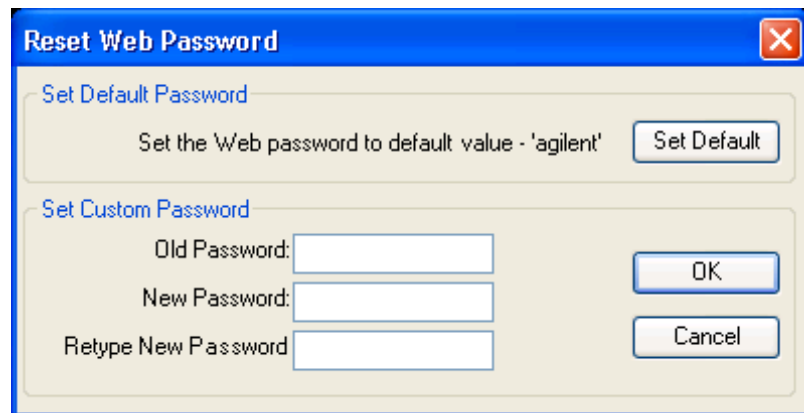 Reset Web Password
Set Default Password
Set the Web password to default value - 'agilent'
Set Default
Set Custom Password
Old Password:
OK
New Password:
Cancel
Retype New Password